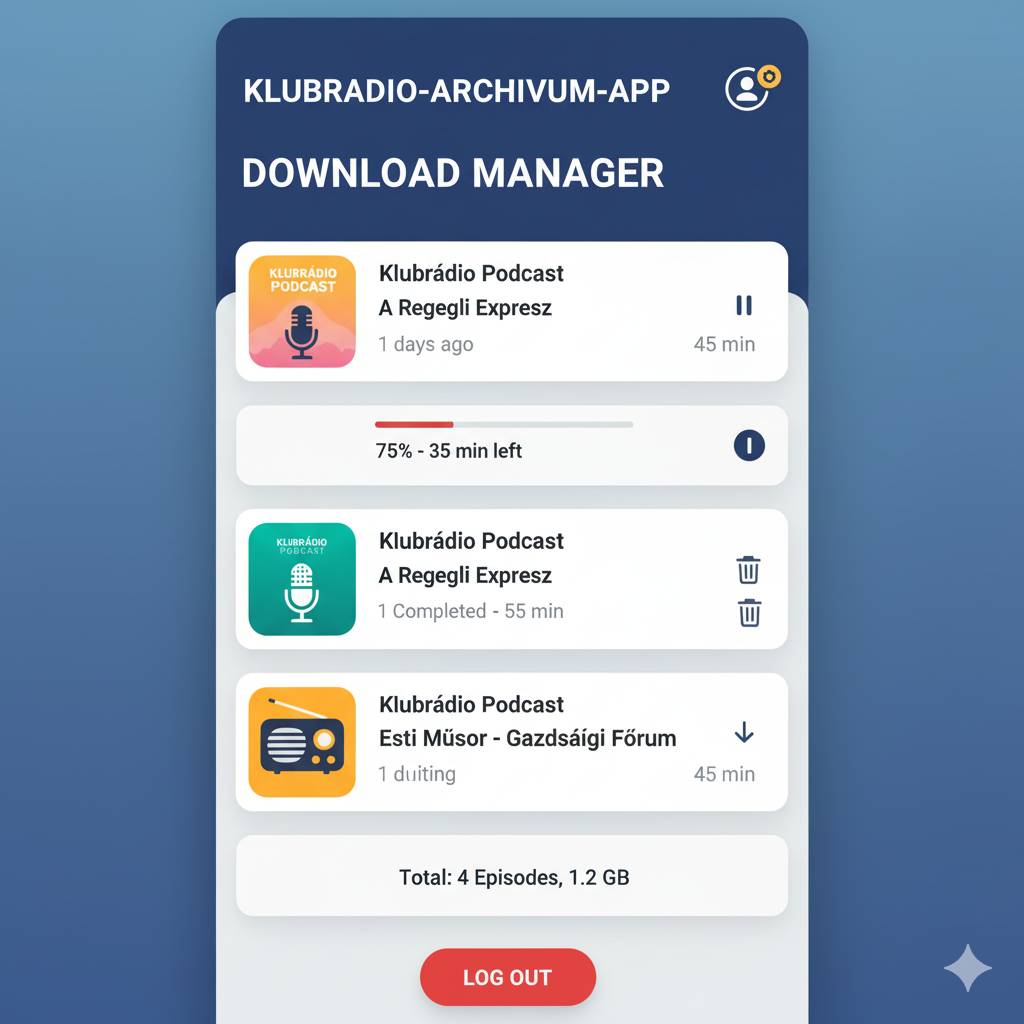 KLUBRADIO-ARCHIVUM-APP
DOWNLOAD MANAGER
KLURRÁDIO
PODCAST
Klubrádio Podcast
A Regegli Expresz
1 days ago
45 min
75% - 35 min left
KLUBRÁDIO
PODCAST
Klubrádio Podcast
A Regegli Expresz
1 Completed - 55 min
Klubrádio Podcast
Esti Műsor - Gazdsáígi Főrum
1 duiting
45 min
Total: 4 Episodes, 1.2 GB
LOG OUT